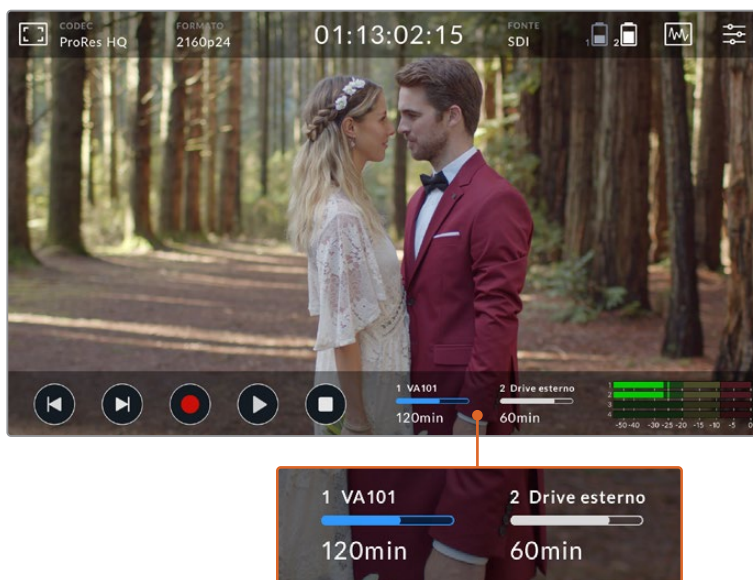 CODEC
ProRes HQ
FORMATO
2160p24
01:13:02:15
FONTE
SDI
1
2
1 VA101
120min
2 Drive esterno
60min
1
2
3
4
-50 -40 -30 -25 -20 -15 -10 -5 0
1 VA101
120min
2 Drive esterno
60min